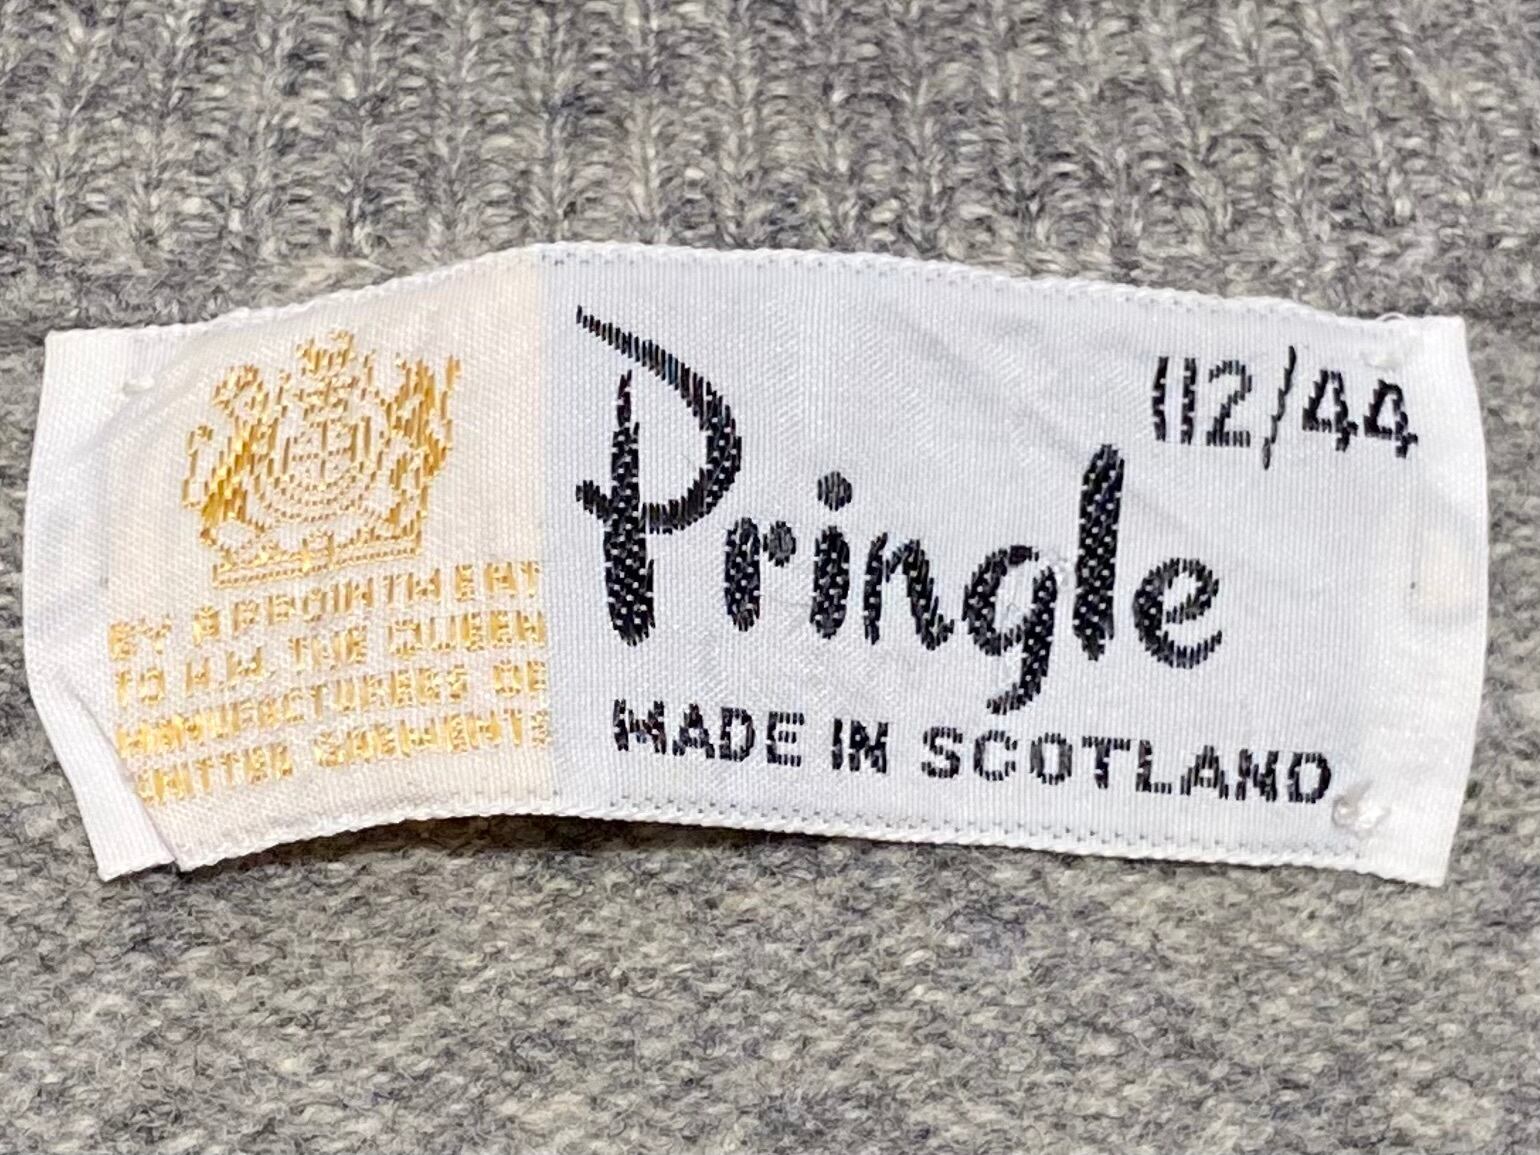 BY APPOINTMENT
TO H.M. THE QUEEN
MANUFACTURERS OF
KNITTED GARMENTS
112/44
Pringle
MADE IN SCOTLAND